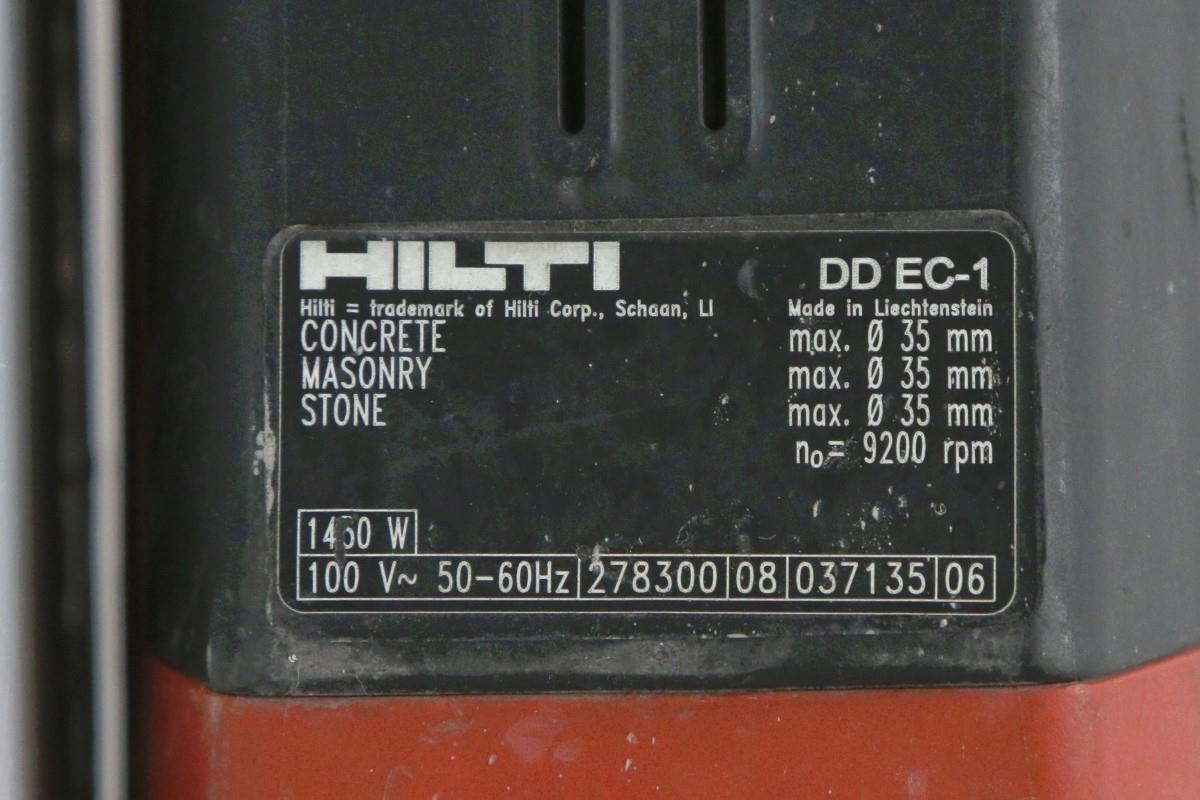 HILTI DD EC-1
Hilti = trademark of Hilti Corp., Schaan, LI Made in Liechtenstein
CONCRETE max. Ø 35 mm
MASONRY max. Ø 35 mm
STONE max. Ø 35 mm
n₀= 9200 rpm
1450 W
100 V~ 50-60Hz 278300 08 037135 06